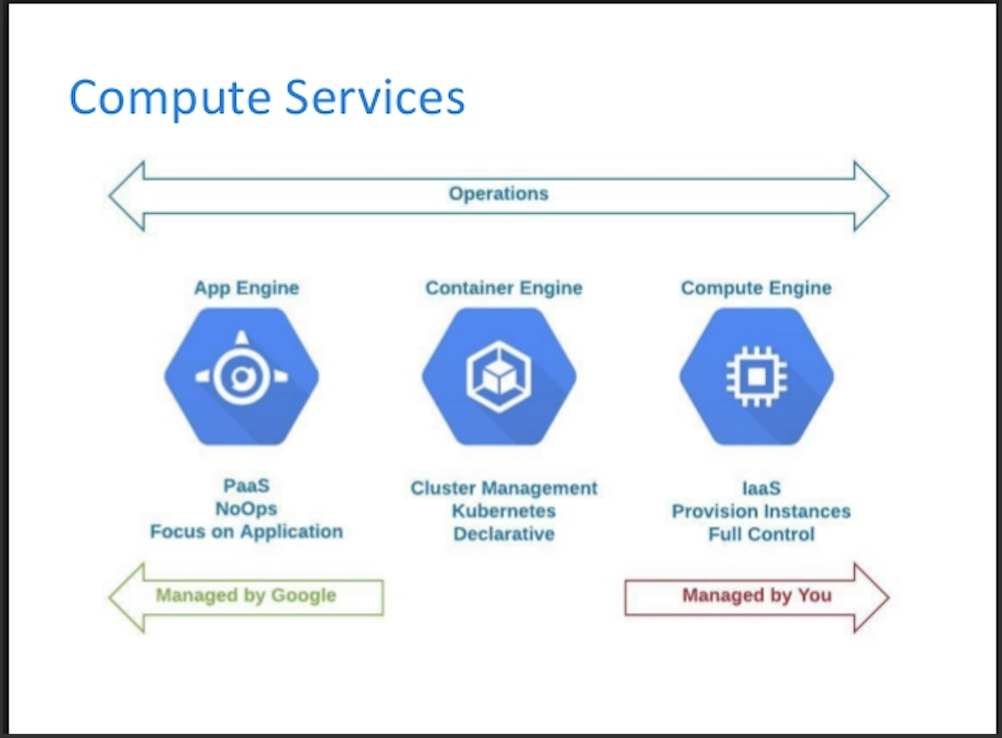 Compute Services
Operations
App Engine
Container Engine
Compute Engine
PaaS
NoOps
Focus on Application
Cluster Management
Kubernetes
Declarative
IaaS
Provision Instances
Full Control
Managed by Google
Managed by You